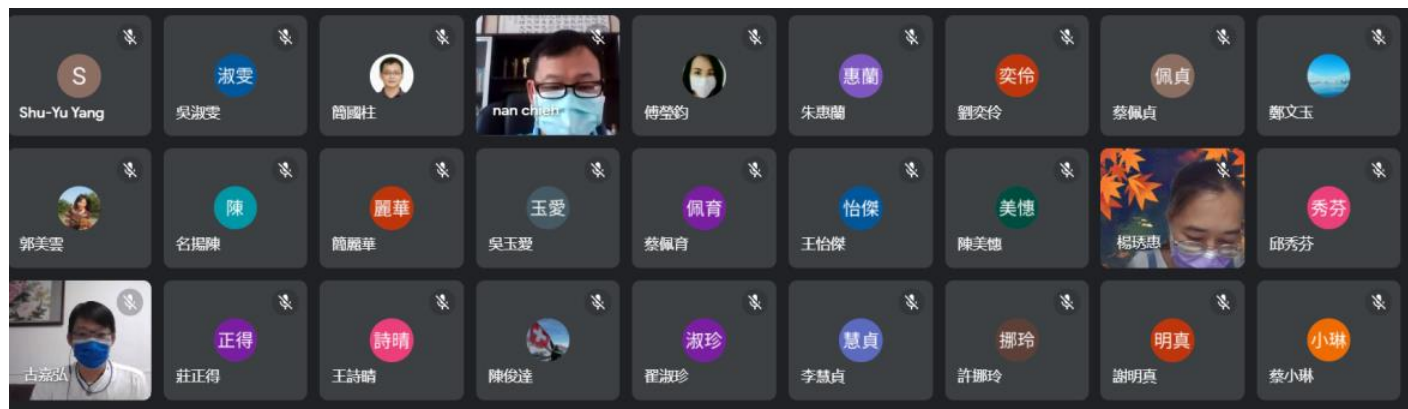 S
Shu-Yu Yang
淑雯
吳淑雯
簡國柱
nan chieh
傅瑩鈞
惠蘭
朱惠蘭
奕伶
劉奕伶
佩貞
蔡佩貞
鄭文玉
郭美雲
陳
名揚陳
麗華
簡麗華
玉愛
吳玉愛
佩育
蔡佩育
怡傑
王怡傑
美憓
陳美憓
楊琇惠
秀芬
邱秀芬
古嘉弘
正得
莊正得
詩晴
王詩晴
陳俊達
淑珍
翟淑珍
慧貞
李慧貞
挪玲
許挪玲
明真
謝明真
小琳
蔡小琳